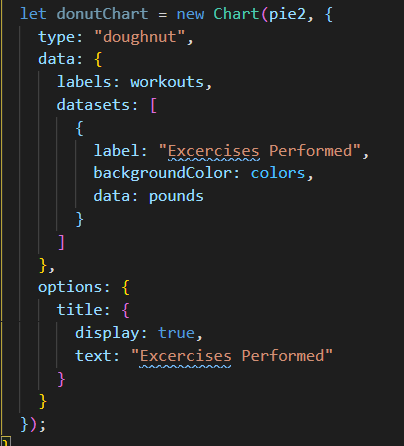 let donutChart = new Chart(pie2, {
type: "doughnut",
data: {
labels: workouts,
datasets: [
{
label: "Excercises Performed",
backgroundColor: colors,
data: pounds
}
]
},
options: {
title: {
display: true,
text: "Excercises Performed"
}
}
});
}